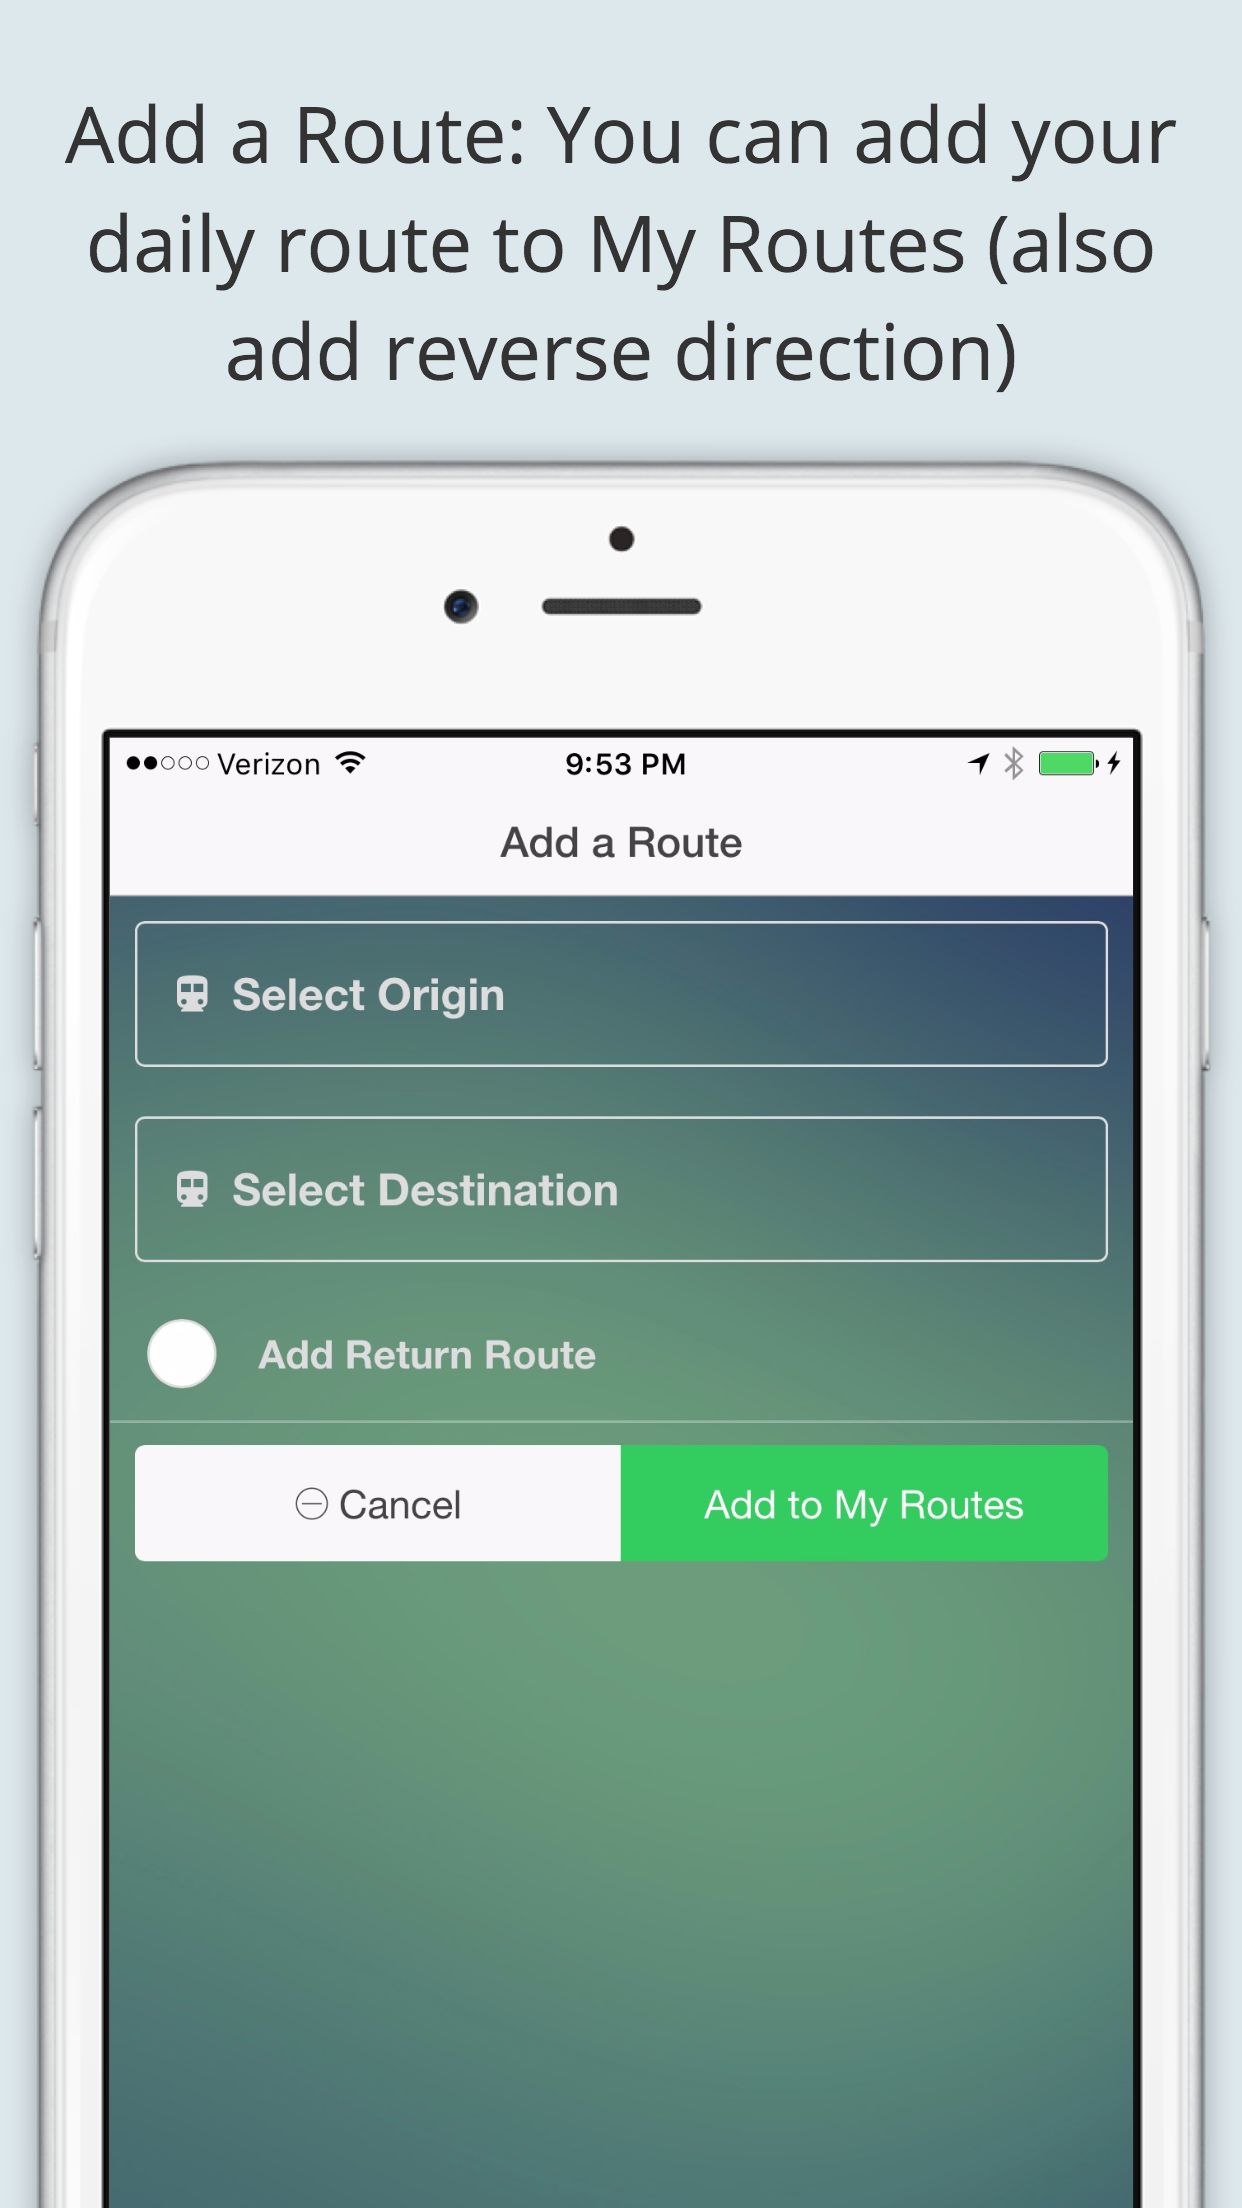 Add a Route: You can add your
daily route to My Routes (also
add reverse direction)
Verizon 9:53 PM
Add a Route
Select Origin
Select Destination
Add Return Route
Cancel Add to My Routes